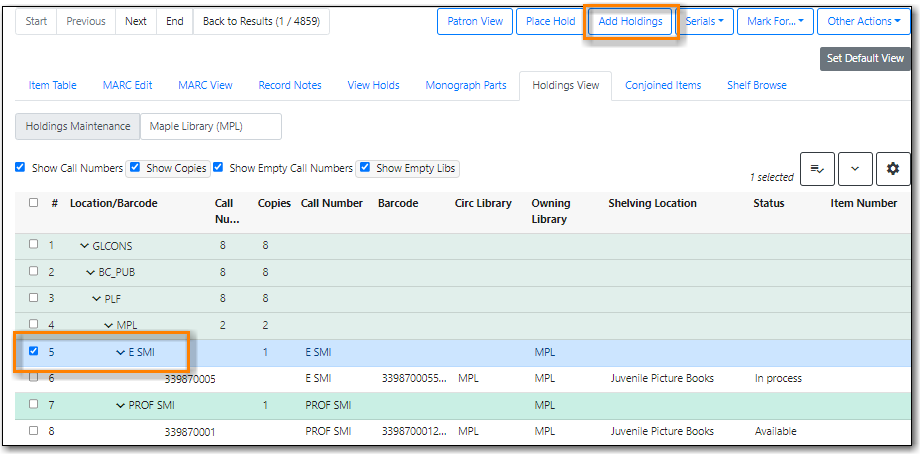 Start Previous Next End Back to Results (1 / 4859) Patron View Place Hold Add Holdings Serials Mark For... Other Actions
Set Default View
Item Table MARC Edit MARC View Record Notes View Holds Monograph Parts Holdings View Conjoined Items Shelf Browse
Holdings Maintenance Maple Library (MPL)
Show Call Numbers Show Copies Show Empty Call Numbers Show Empty Libs
1 selected
# Location/Barcode Call Copies Call Number Barcode Circ Library Owning Shelving Location Status Item Number
Nu... Library
1 GLCONS 8 8
2 BC_PUB 8 8
3 PLF 8 8
4 MPL 2 2
5 E SMI 1 E SMI MPL
6 339870005 E SMI 3398700055... MPL MPL Juvenile Picture Books In process
7 PROF SMI 1 PROF SMI MPL
8 339870001 PROF SMI 3398700012... MPL MPL Juvenile Picture Books Available